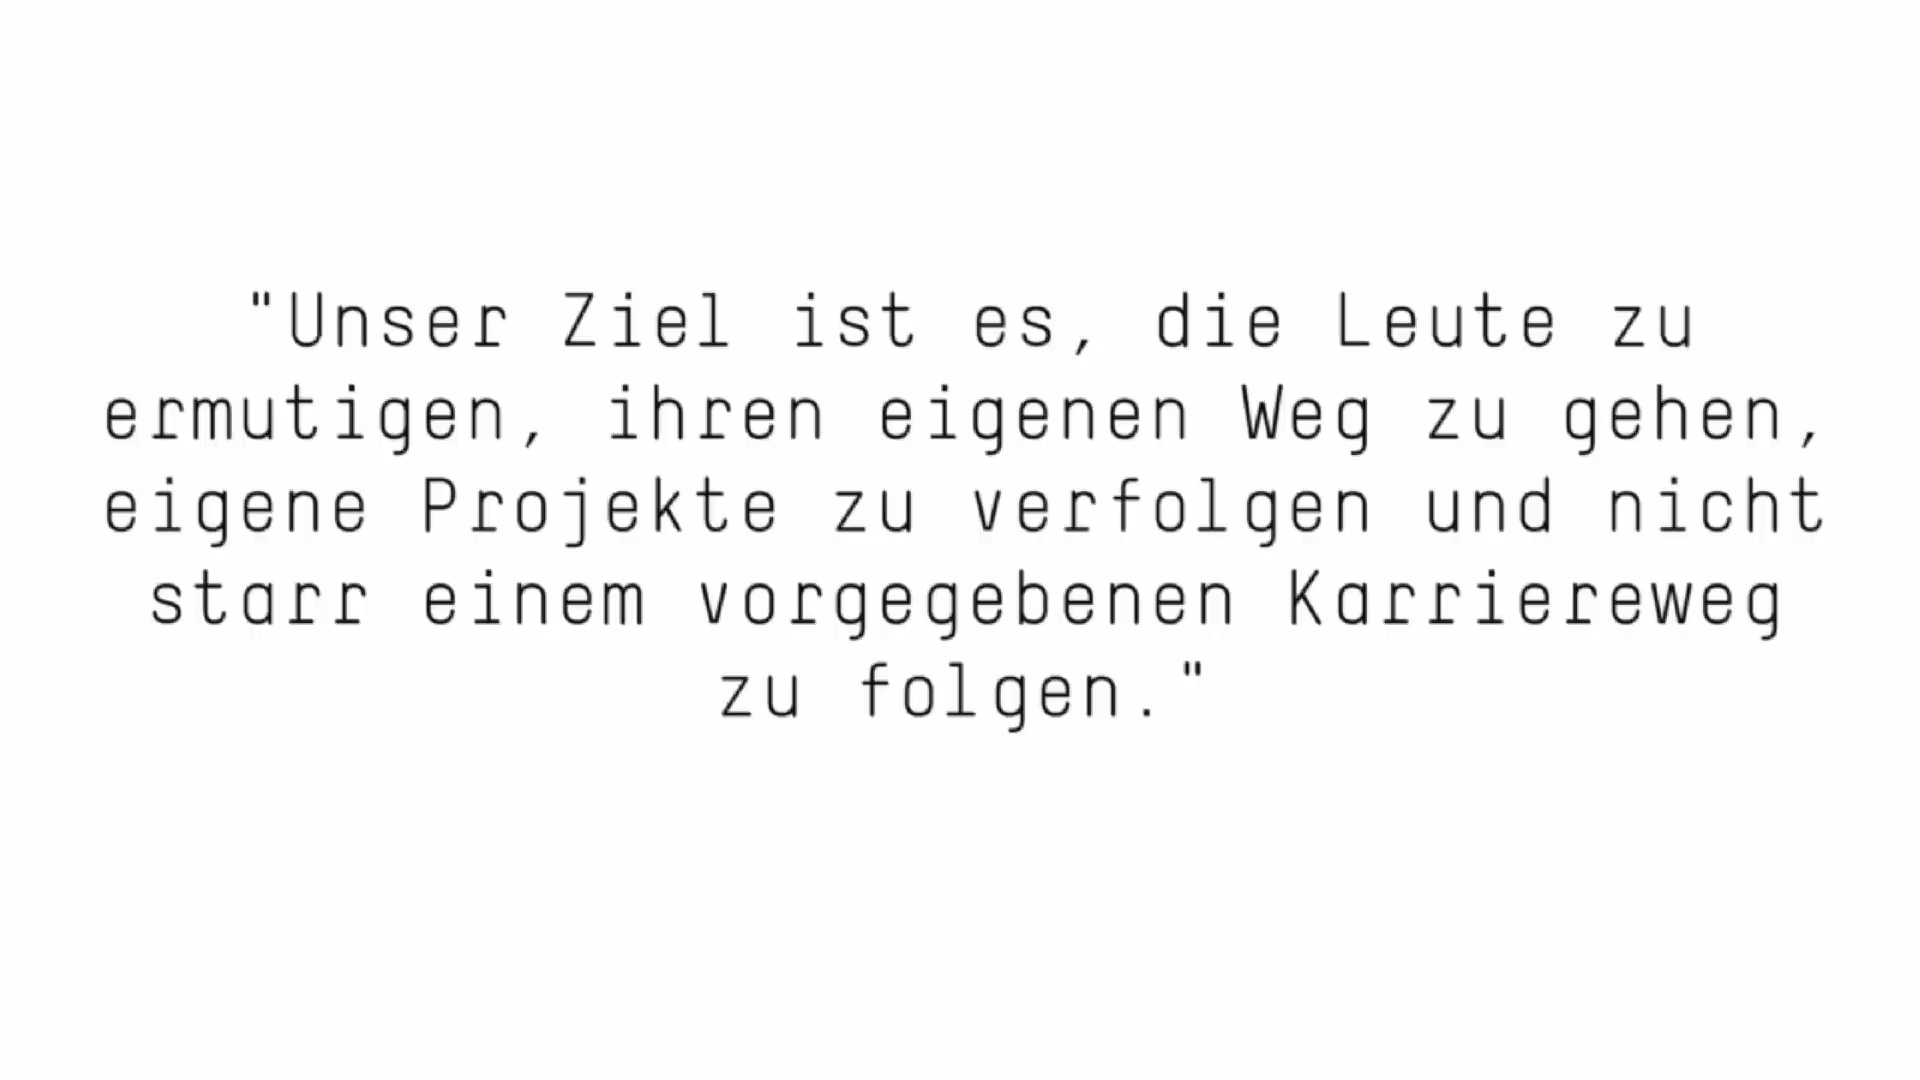 "Unser Ziel ist es, die Leute zu
ermutigen, ihren eigenen Weg zu gehen,
eigene Projekte zu verfolgen und nicht
starr einem vorgegebenen Karriereweg
zu folgen."